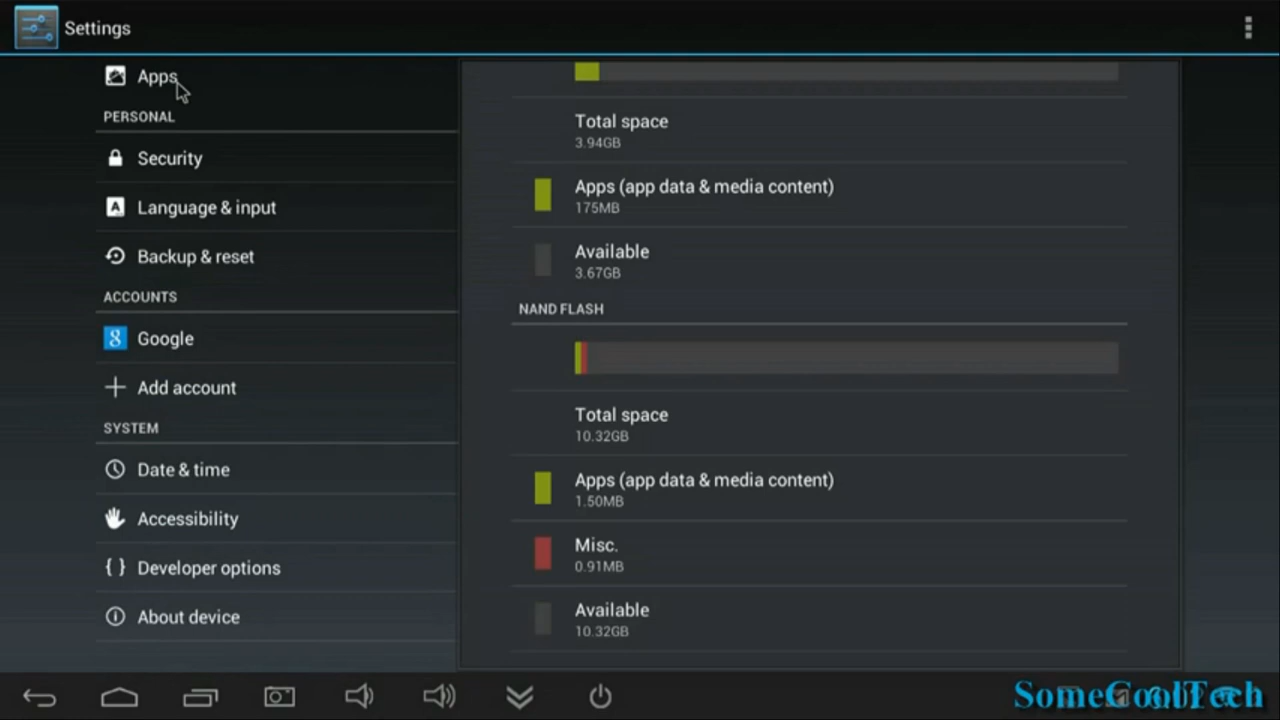 Settings
Apps
PERSONAL
Security
Language & input
Backup & reset
ACCOUNTS
Google
Add account
SYSTEM
Date & time
Accessibility
Developer options
About device
Total space
3.94GB
Apps (app data & media content)
175MB
Available
3.67GB
NAND FLASH
Total space
10.32GB
Apps (app data & media content)
1.50MB
Misc.
0.91MB
Available
10.32GB
SomeCoolTech